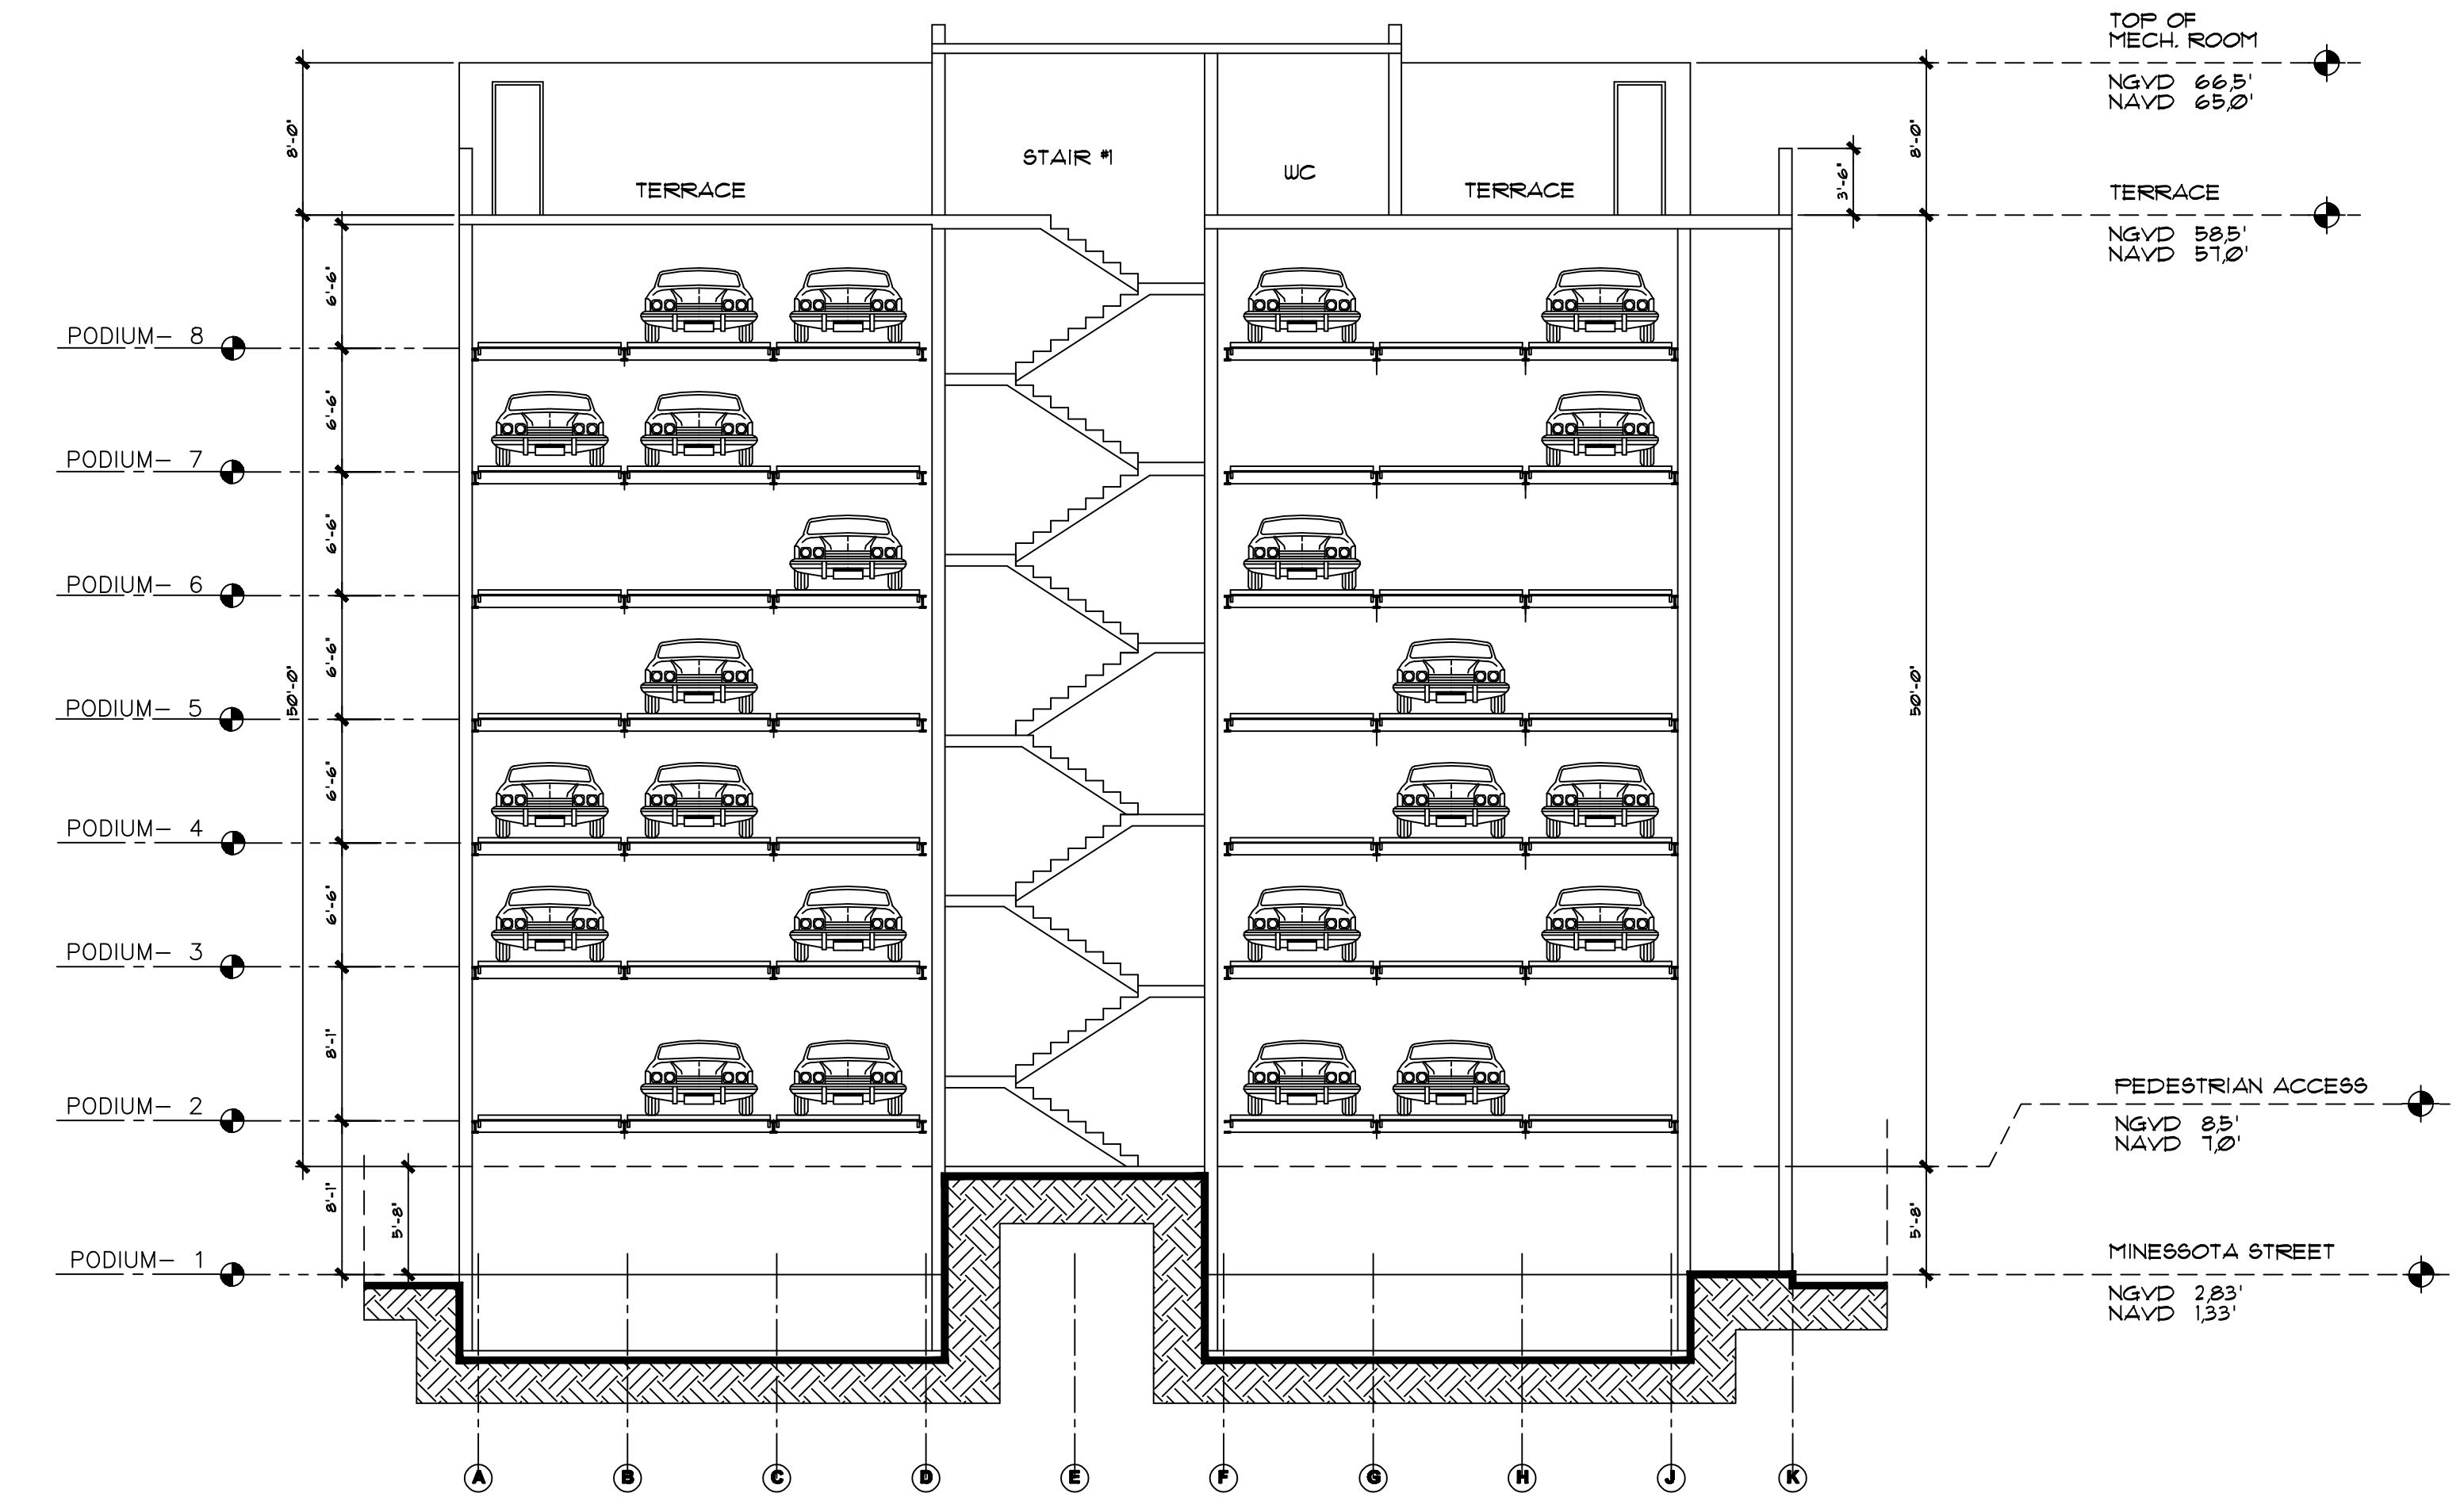 TOP OF
MECH. ROOM
NGVD 66,5'
NAVD 65,0'
8'-0"
8'-0"
STAIR #1
WC
3'-6"
TERRACE
TERRACE
TERRACE
NGVD 58,5'
NAVD 57,0'
6'-6"
PODIUM- 8
6'-6"
PODIUM- 7
6'-6"
PODIUM- 6
6'-6"
50'-0"
50'-0"
PODIUM- 5
6'-6"
PODIUM- 4
6'-6"
PODIUM- 3
8'-1"
PODIUM- 2
PEDESTRIAN ACCESS
NGVD 8,5'
NAVD 7,0'
8'-1"
5'-8"
5'-8"
PODIUM- 1
MINESSOTA STREET
NGVD 2,83'
NAVD 1,33'
A B C D E F G H J K